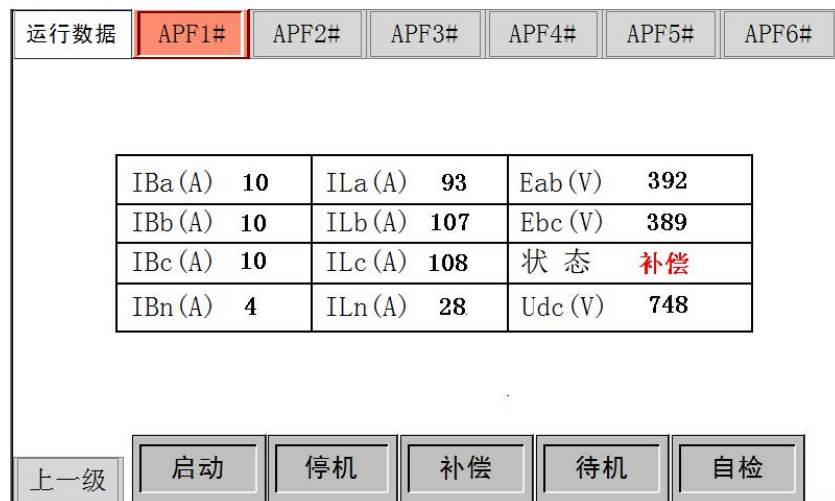 运行数据 APF1# APF2# APF3# APF4# APF5# APF6#
IBa(A) 10 ILa(A) 93 Eab(V) 392
IBb(A) 10 ILb(A) 107 Ebc(V) 389
IBc(A) 10 ILc(A) 108 状态 补偿
IBn(A) 4 ILn(A) 28 Udc(V) 748
上一级 启动 停机 补偿 待机 自检